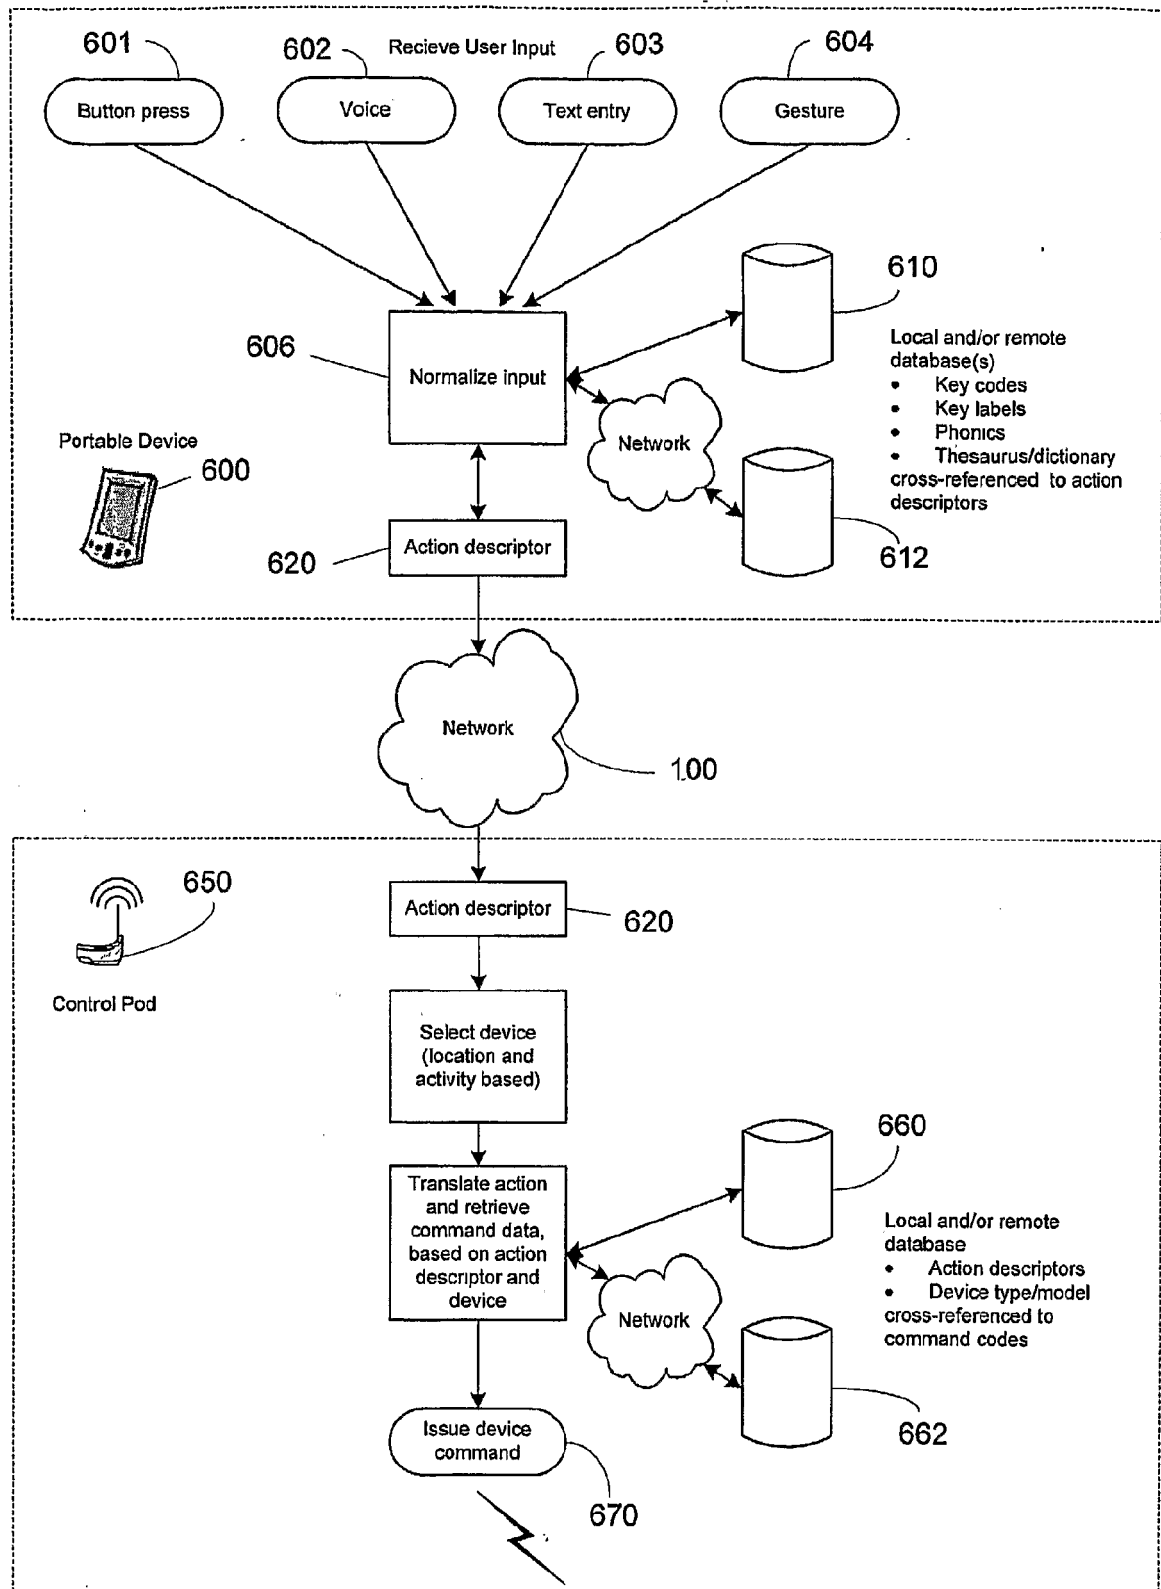 601
602
Recieve User Input
603
604
Button press
Voice
Text entry
Gesture
610
606
Normalize input
Local and/or remote
database(s)
• Key codes
• Key labels
• Phonics
• Thesaurus/dictionary
cross-referenced to action
descriptors
Network
Portable Device
600
620
Action descriptor
612
Network
100
650
Control Pod
Action descriptor
620
Select device
(location and
activity based)
Translate action
and retrieve
command data,
based on action
descriptor and
device
660
Local and/or remote
database
• Action descriptors
• Device type/model
cross-referenced to
command codes
Network
662
Issue device
command
670